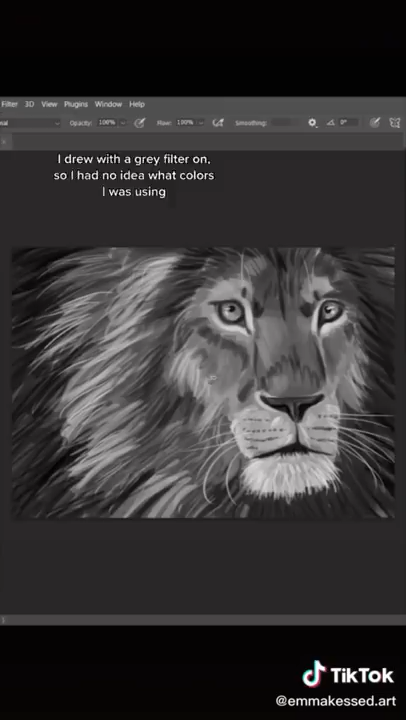 Filter 3D View Plugins Window Help
Opacity: 100% Flow: 100% Smoothing: 0°
I drew with a grey filter on,
so I had no idea what colors
I was using
TikTok
@emmakessed.art